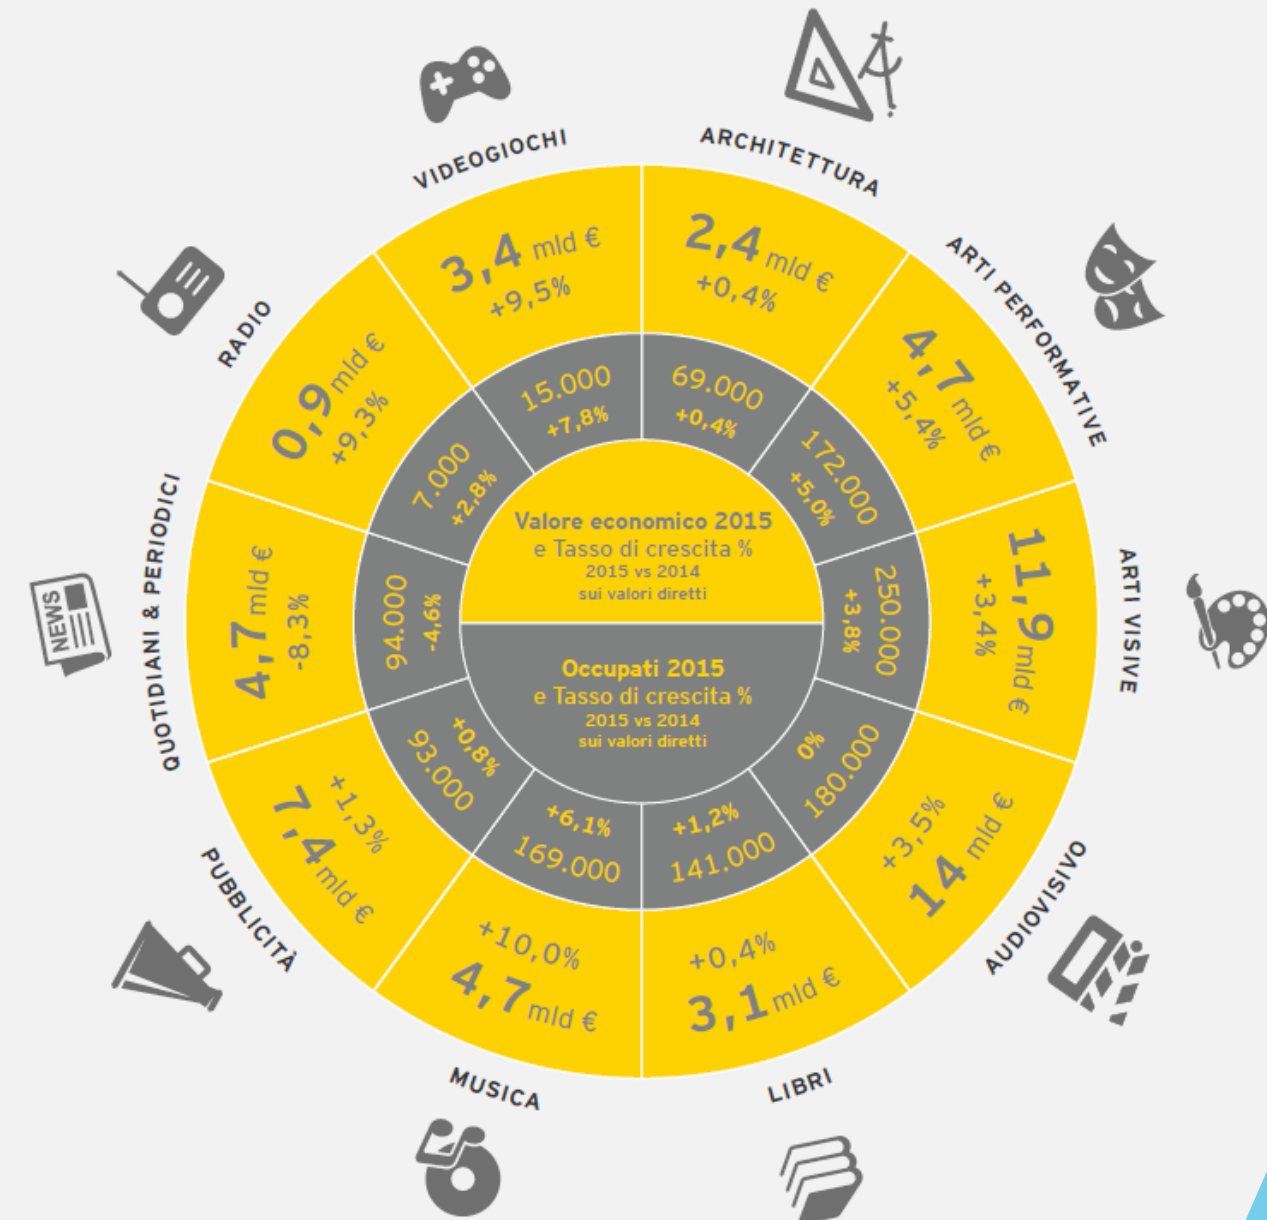 VIDEOGIOCHI
3,4 mld €
+9,5%
15.000
+7,8%
ARCHITETTURA
2,4 mld €
+0,4%
69.000
+0,4%
ARTI PERFORMATIVE
4,7 mld €
+5,4%
172.000
+5,0%
ARTI VISIVE
11,9 mld €
+3,4%
250.000
+3,8%
AUDIOVISIVO
+3,5%
14 mld €
0%
180.000
LIBRI
+0,4%
3,1 mld €
+1,2%
141.000
MUSICA
+10,0%
4,7 mld €
+6,1%
169.000
PUBBLICITÀ
+1,3%
7,4 mld €
+0,8%
93.000
QUOTIDIANI & PERIODICI
4,7 mld €
-8,3%
94.000
-4,6%
NEWS
RADIO
0,9 mld €
+9,3%
7.000
+2,8%
Valore economico 2015
e Tasso di crescita %
2015 vs 2014
sui valori diretti
Occupati 2015
e Tasso di crescita %
2015 vs 2014
sui valori diretti